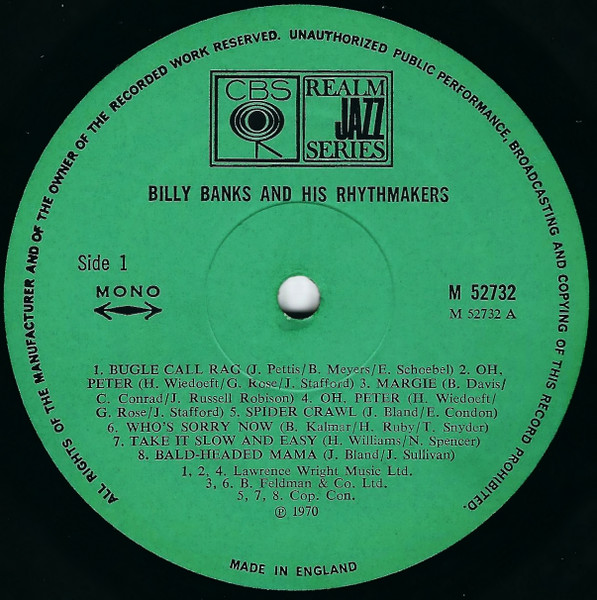 ALL RIGHTS OF THE MANUFACTURER AND OF THE OWNER OF THE RECORDED WORK RESERVED. UNAUTHORIZED PUBLIC PERFORMANCE, BROADCASTING AND COPYING OF THIS RECORD PROHIBITED.
CBS
REALM
JAZZ
SERIES
BILLY BANKS AND HIS RHYTHMAKERS
Side 1
MONO
M 52732
M 52732 A
1. BUGLE CALL RAG (J. Pettis/B. Meyers/E. Schoebel) 2. OH,
PETER (H. Wiedoeft/G. Rose/J. Stafford) 3. MARGIE (B. Davis/
C. Conrad/J. Russell Robison) 4. OH, PETER (H. Wiedoeft/
G. Rose/J. Stafford) 5. SPIDER CRAWL (J. Bland/E. Condon)
6. WHO'S SORRY NOW (B. Kalmar/H. Ruby/T. Snyder)
7. TAKE IT SLOW AND EASY (H. Williams/N. Spencer)
8. BALD-HEADED MAMA (J. Bland/J. Sullivan)
1, 2, 4. Lawrence Wright Music Ltd.
3, 6. B. Feldman & Co. Ltd.
5, 7, 8. Cop. Con.
℗ 1970
MADE IN ENGLAND